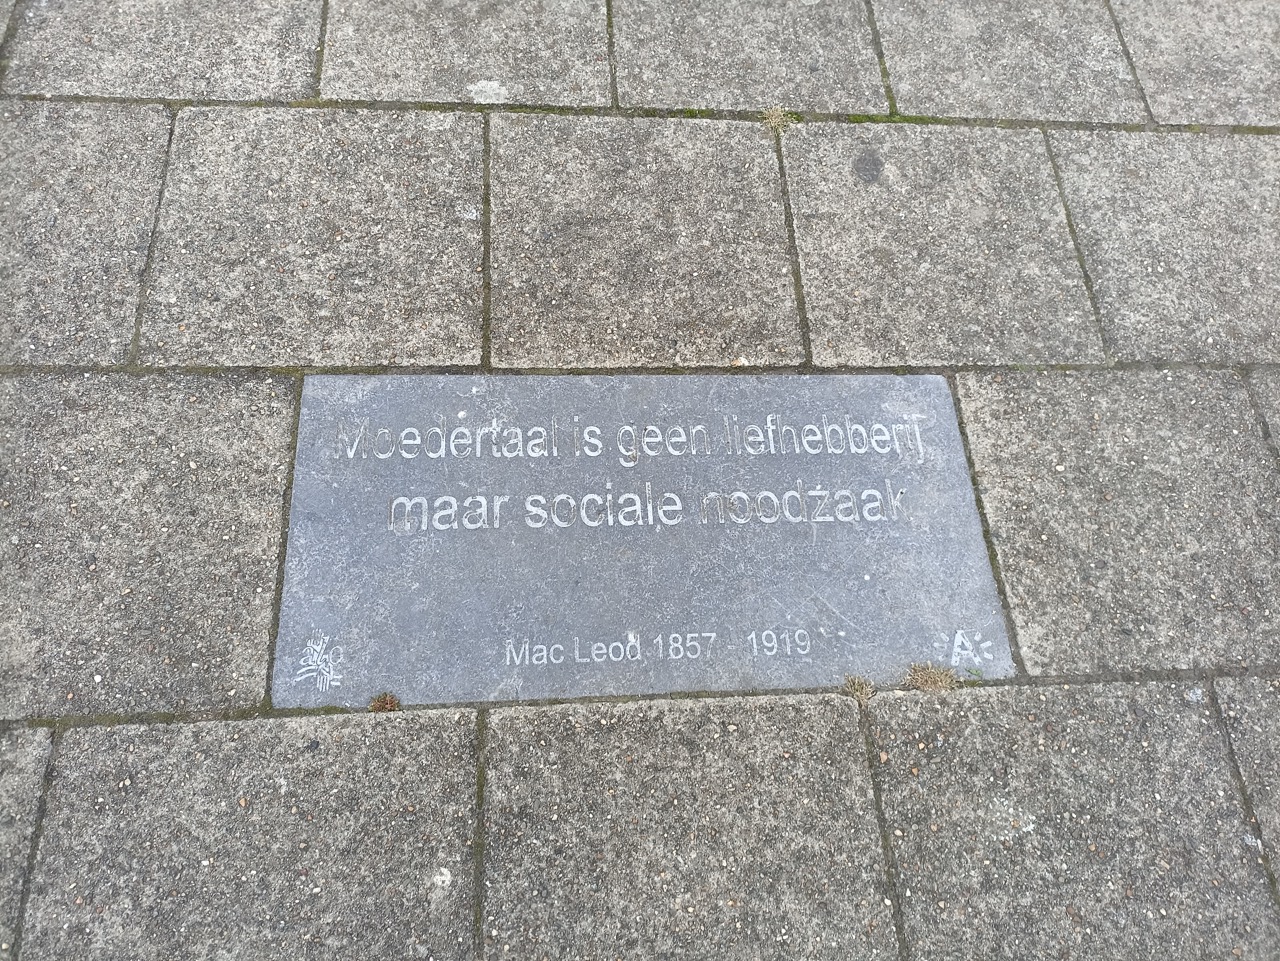 Moedertaal is geen liefhebberij
maar sociale noodzaak
Mac Leod 1857 - 1919
A